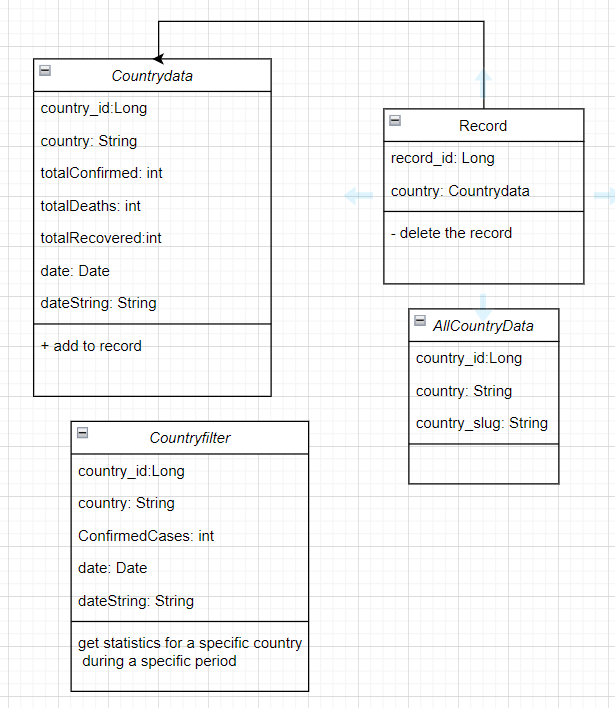 Countrydata
country_id:Long
country: String
totalConfirmed: int
totalDeaths: int
totalRecovered:int
date: Date
dateString: String
+ add to record
Record
record_id: Long
country: Countrydata
- delete the record
AllCountryData
country_id:Long
country: String
country_slug: String
Countryfilter
country_id:Long
country: String
ConfirmedCases: int
date: Date
dateString: String
get statistics for a specific country
during a specific period